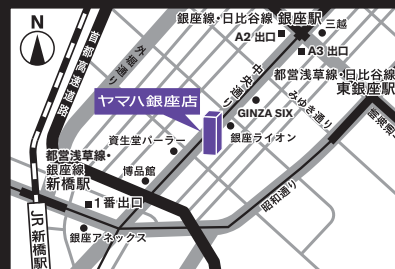 N
銀座線・日比谷線 銀座駅
三越
A2 出口
A3 出口
首都高速道路
外堀通り
中央通り
都営浅草線・日比谷線
東銀座駅
みゆき通り
ヤマハ銀座店
GINZA SIX
銀座ライオン
資生堂パーラー
都営浅草線・
銀座線
新橋駅
博品館
1番出口
昭和通り
銀座アネックス
JR新橋駅